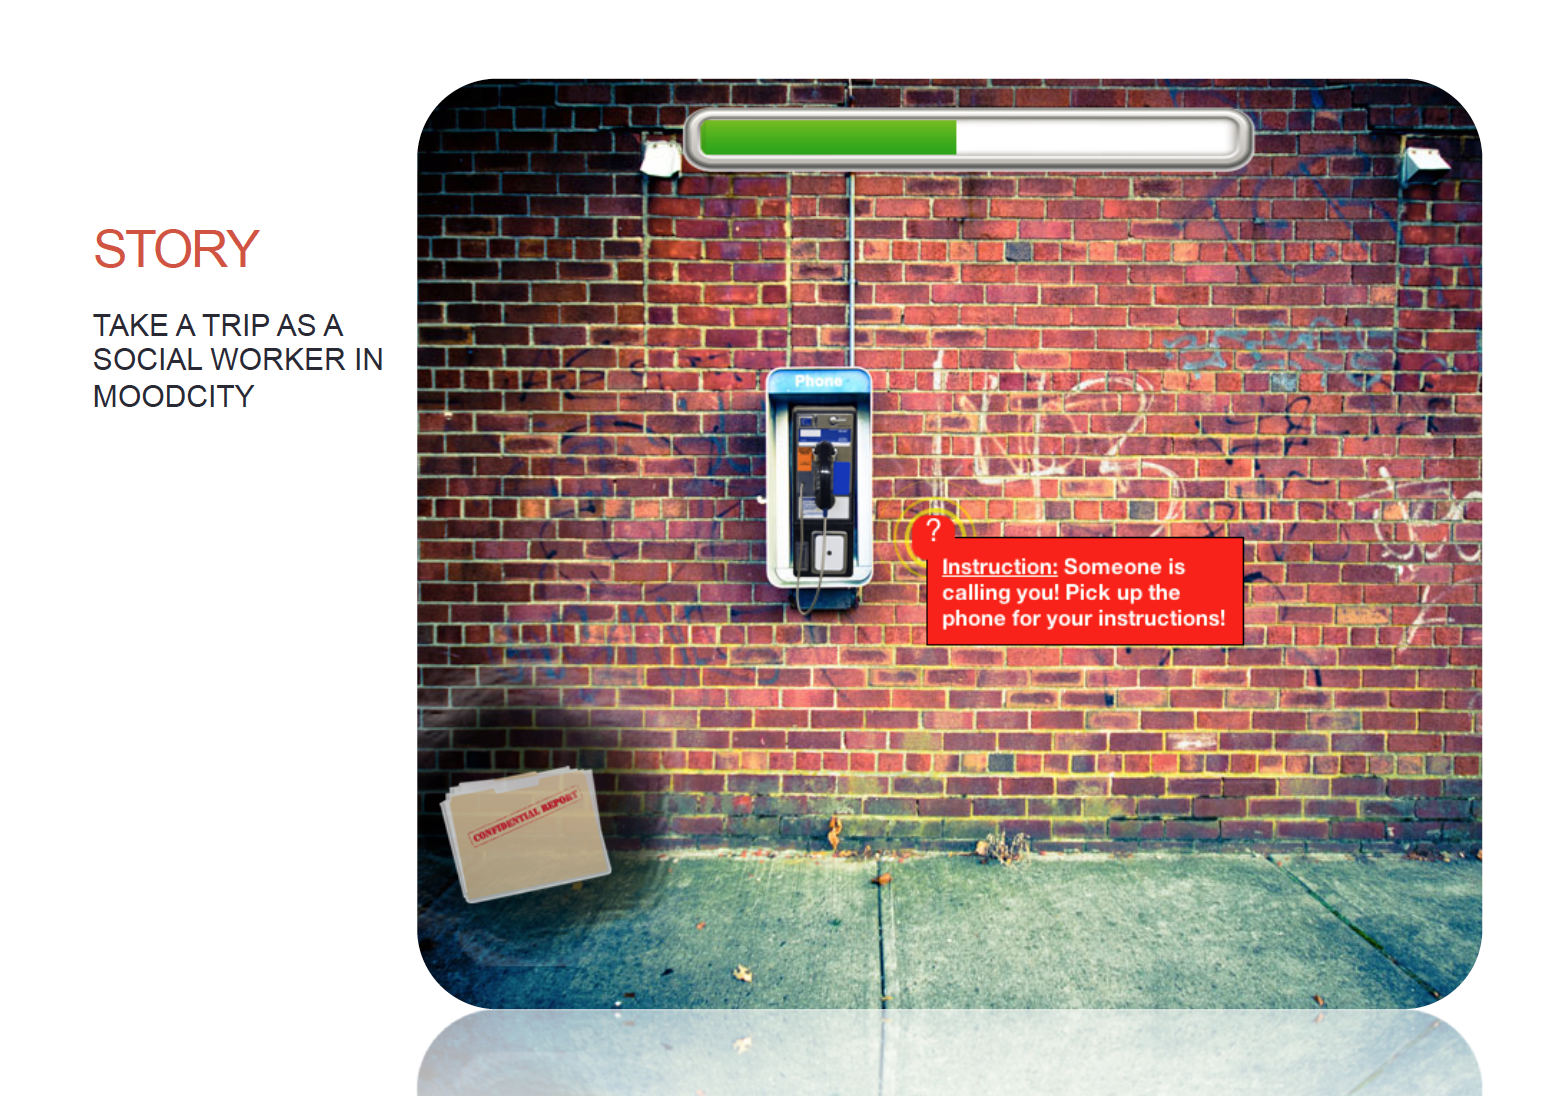 STORY
TAKE A TRIP AS A
SOCIAL WORKER IN
MOODCITY
Phone
?
Instruction: Someone is
calling you! Pick up the
phone for your instructions!
CONFIDENTIAL REPORT